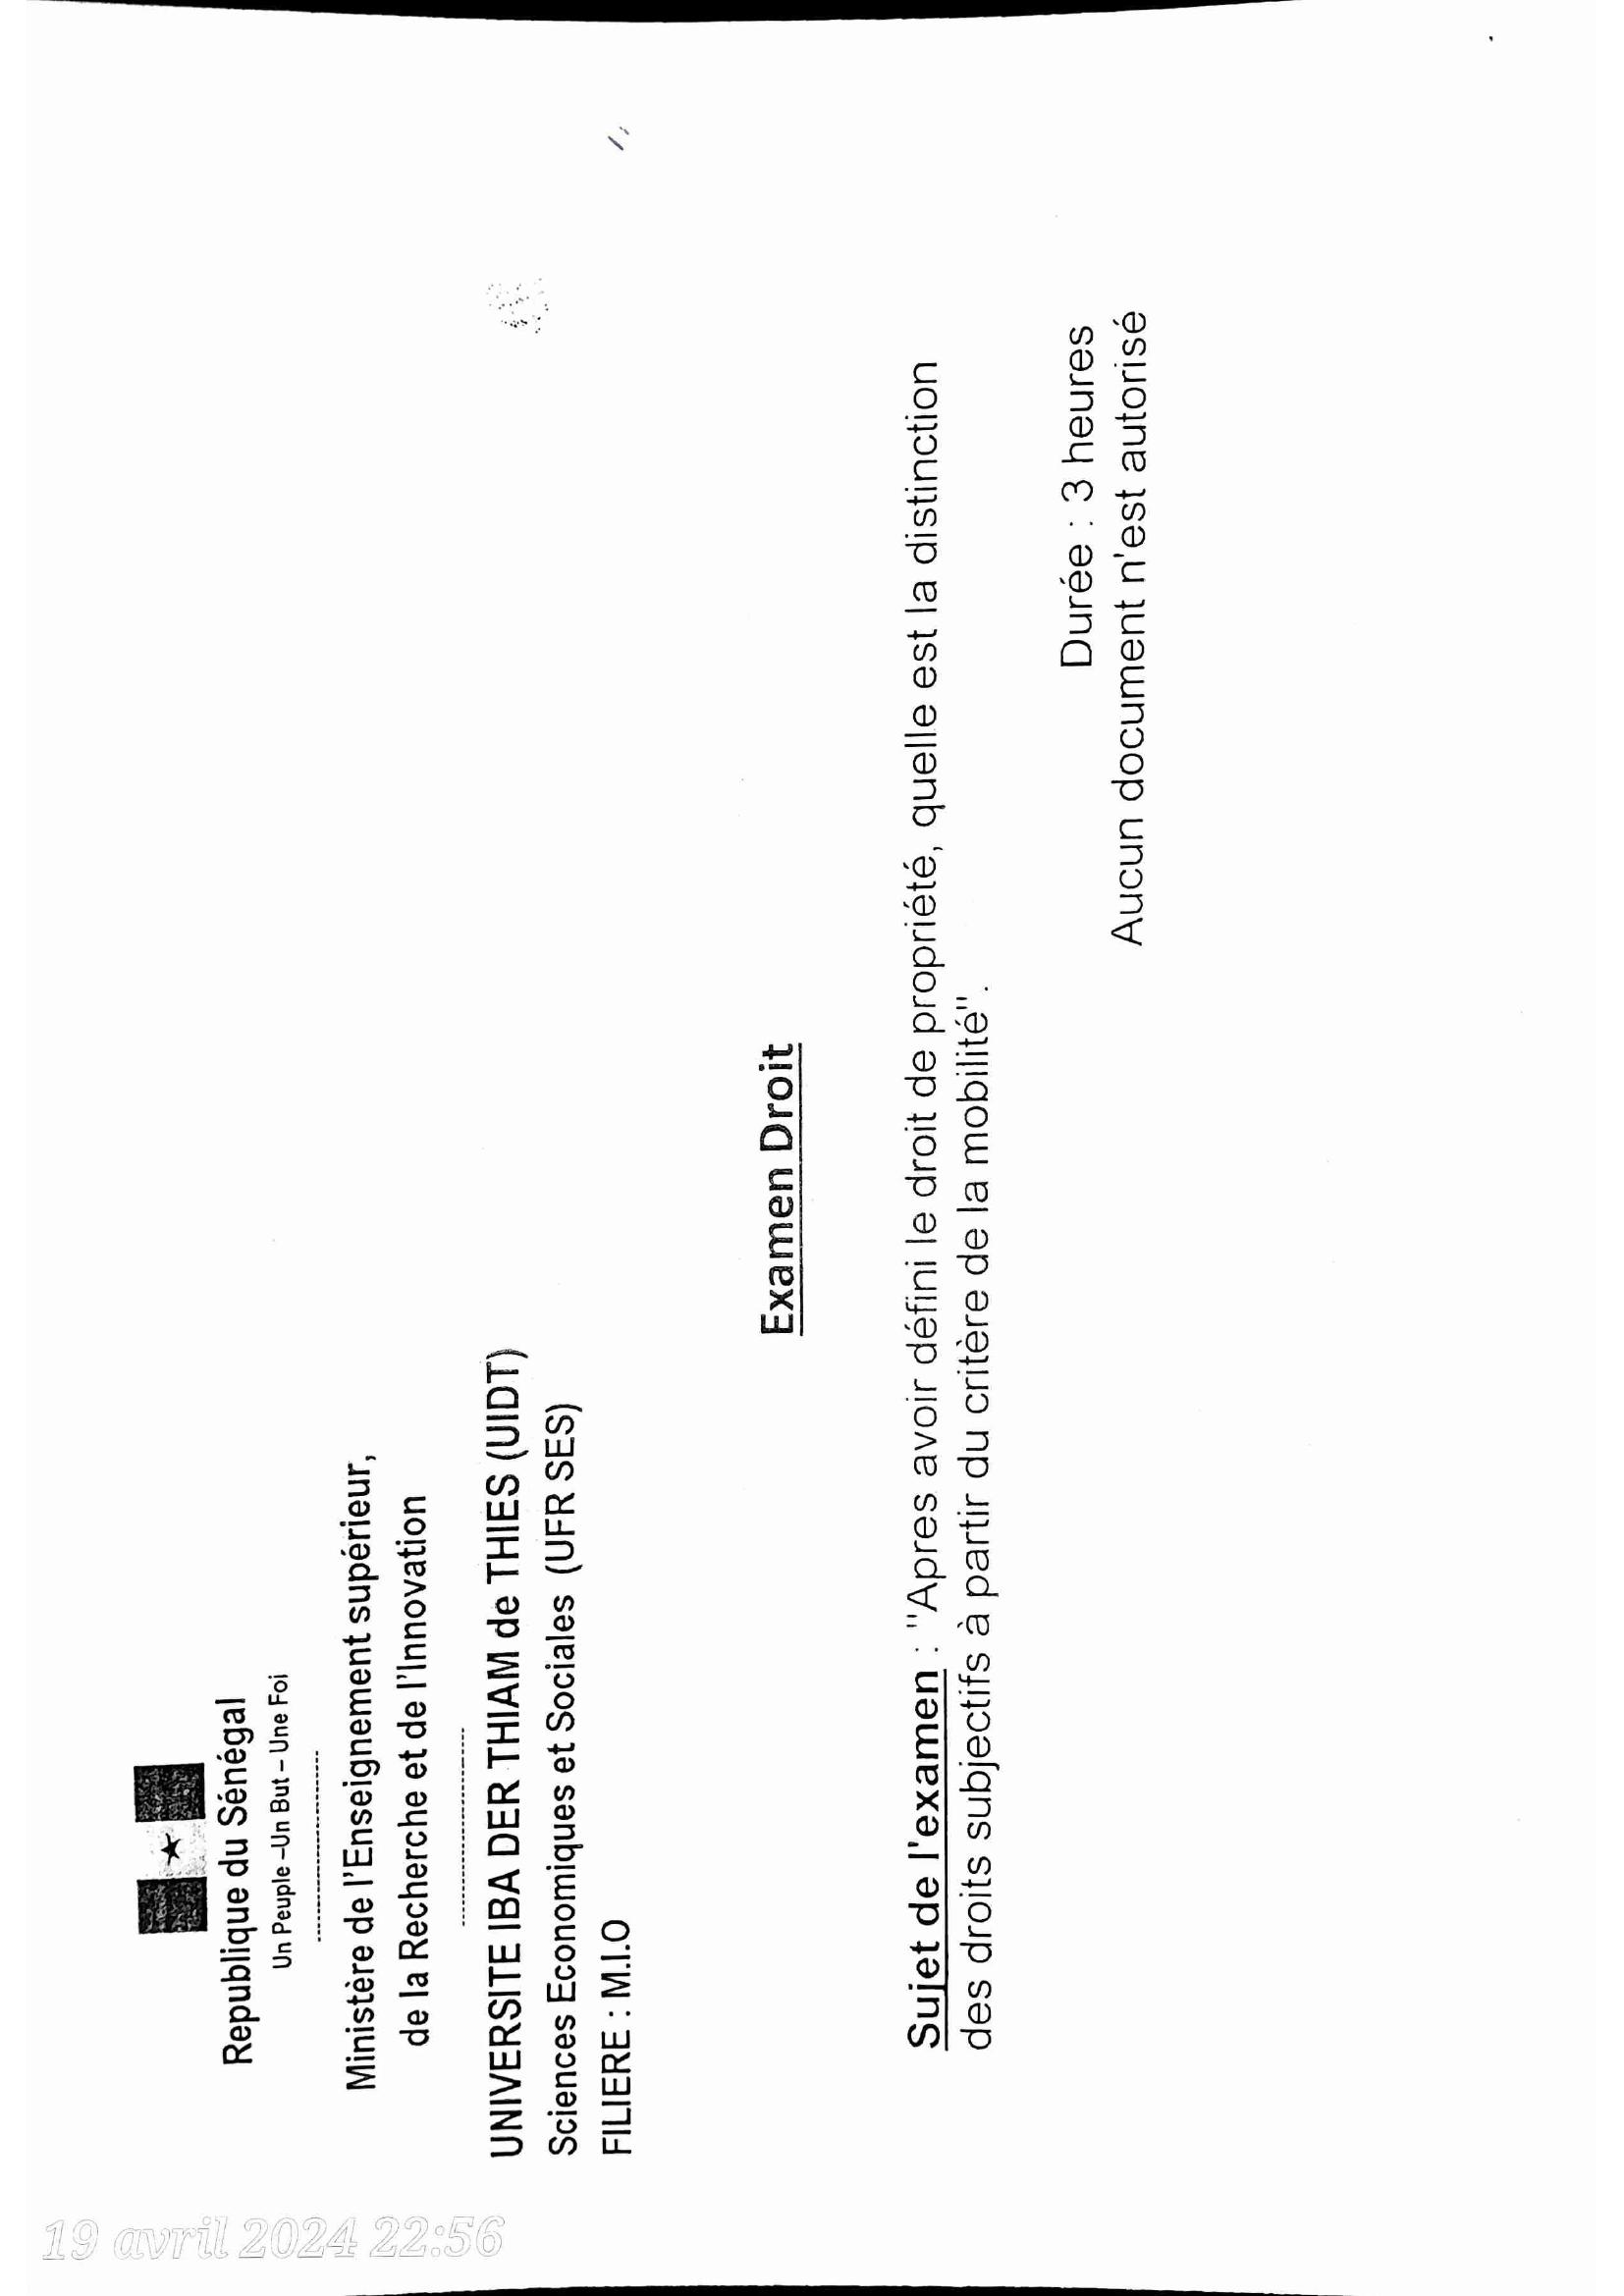 Republique du Sénégal
Un Peuple –Un But – Une Foi
Ministère de l'Enseignement supérieur,
de la Recherche et de l'Innovation
UNIVERSITE IBA DER THIAM de THIES (UIDT)
Sciences Economiques et Sociales (UFR SES)
FILIERE : M.I.O
Examen Droit
Sujet de l'examen : "Apres avoir défini le droit de propriété, quelle est la distinction
des droits subjectifs à partir du critère de la mobilité".
Durée : 3 heures
Aucun document n'est autorisé
19 avril 2024 22:56